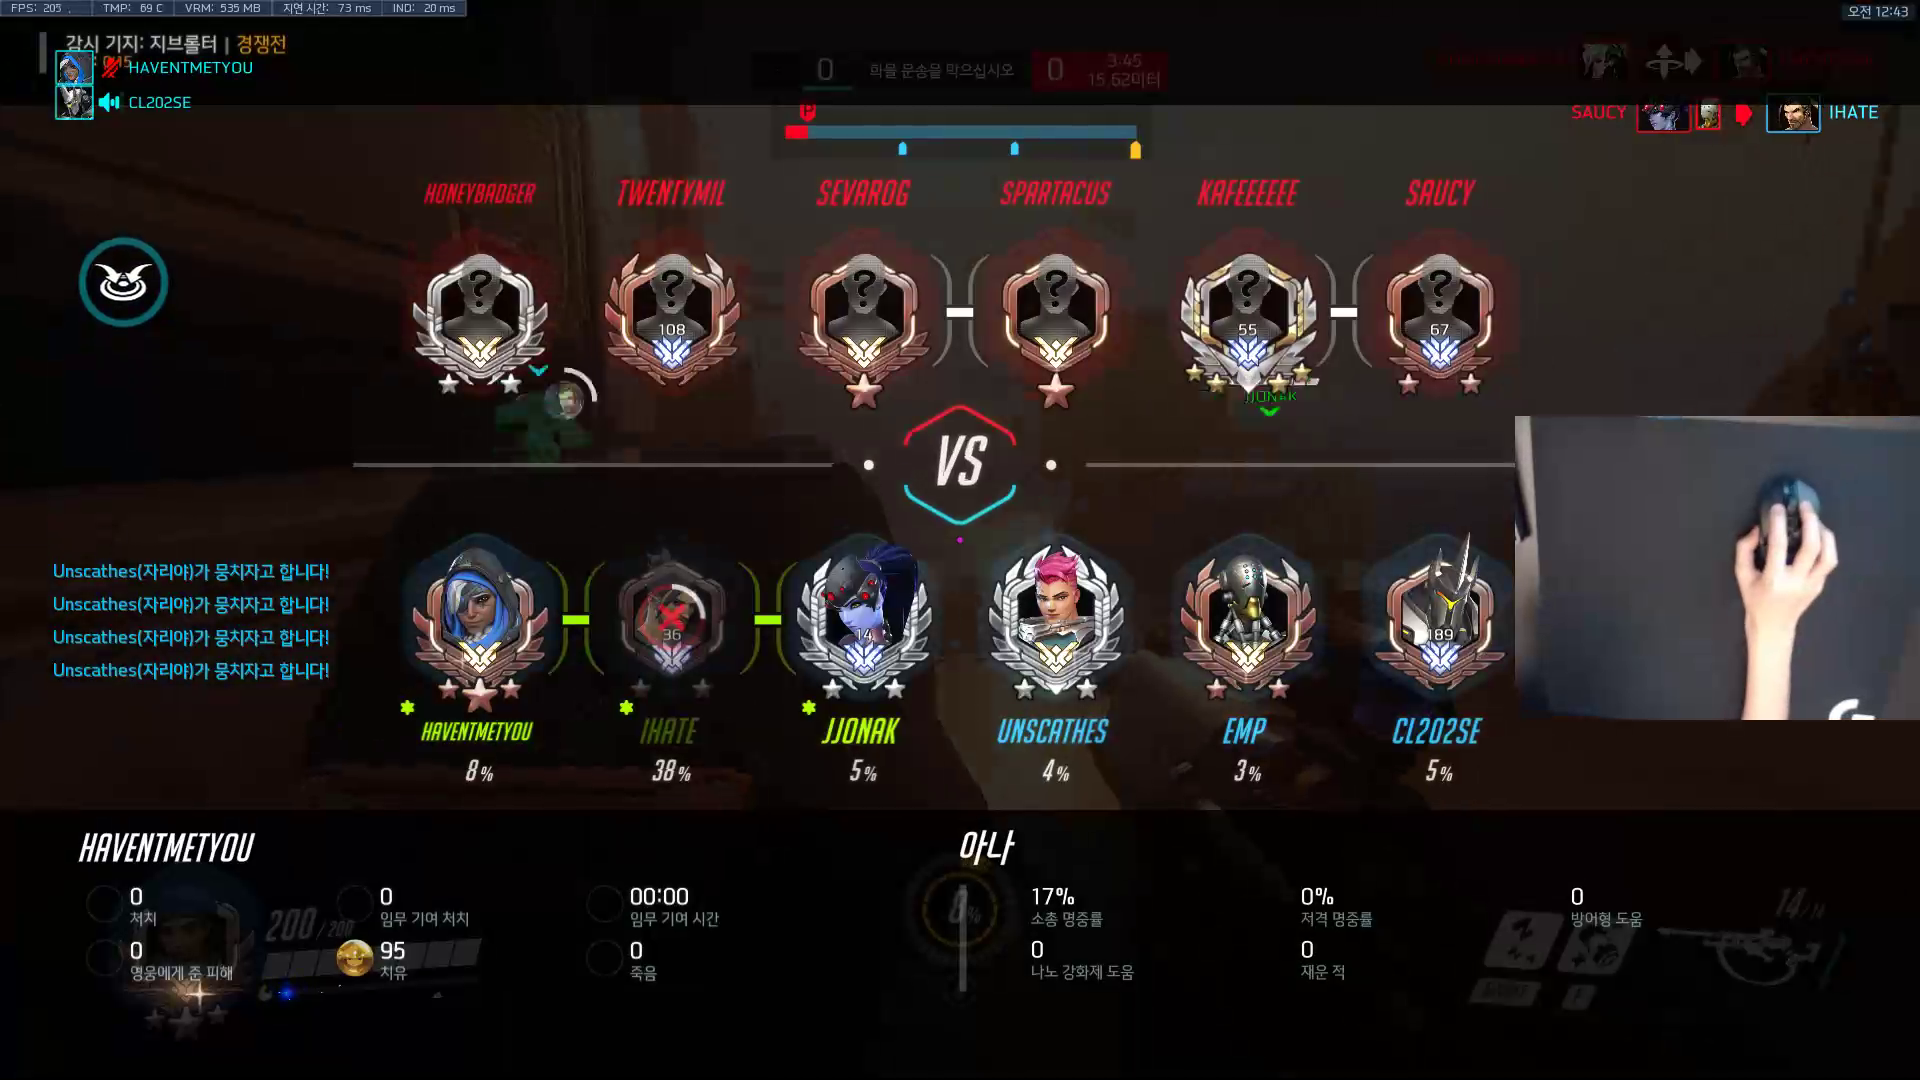 FPS: 205
TMP: 69 C
VRM: 535 MB
지연 시간: 73 ms
IND: 20 ms
오전 12:43
감시 기지: 지브롤터 | 경쟁전
HAVENTMETYOU
CL202SE
0
화물 운송을 막으십시오
0
3:45
15.62미터
SAUCY
IHATE
HONEYBADGER
TWENTYMIL
SEVAROG
SPARTACUS
KAFEEEEEE
SAUCY
?
?
?
?
?
?
108
55
67
JJONAK
VS
Unscathes(자리야)가 뭉치자고 합니다!
Unscathes(자리야)가 뭉치자고 합니다!
Unscathes(자리야)가 뭉치자고 합니다!
Unscathes(자리야)가 뭉치자고 합니다!
36
14
189
HAVENTMETYOU
IHATE
JJONAK
UNSCATHES
EMP
CL202SE
8%
38%
5%
4%
3%
5%
HAVENTMETYOU
아나
0
처치
0
임무 기여 처치
00:00
임무 기여 시간
17%
소총 명중률
0%
저격 명중률
0
방어형 도움
0
영웅에게 준 피해
95
치유
0
죽음
0
나노 강화제 도움
0
재운 적
200/200